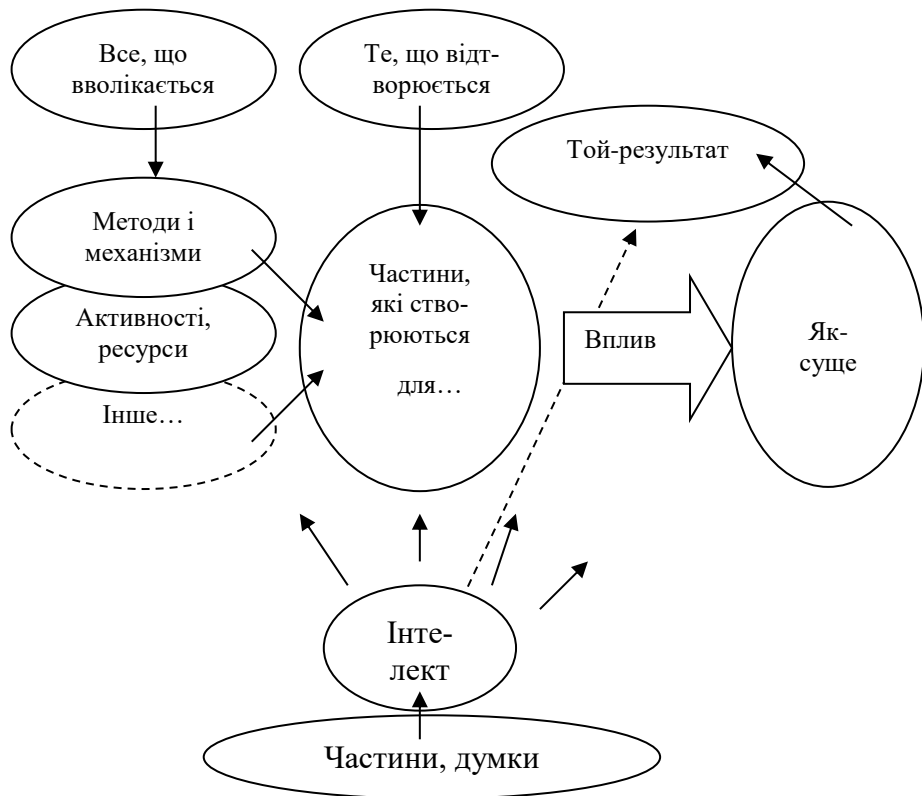 Все, що
вволікається
Те, що відт-
ворюється
Той-результат
Методи і
механізми
Частини,
які ство-
рюються
для…
Активності,
ресурси
Вплив
Як-
суще
Інше…
Інте-
лект
Частини, думки